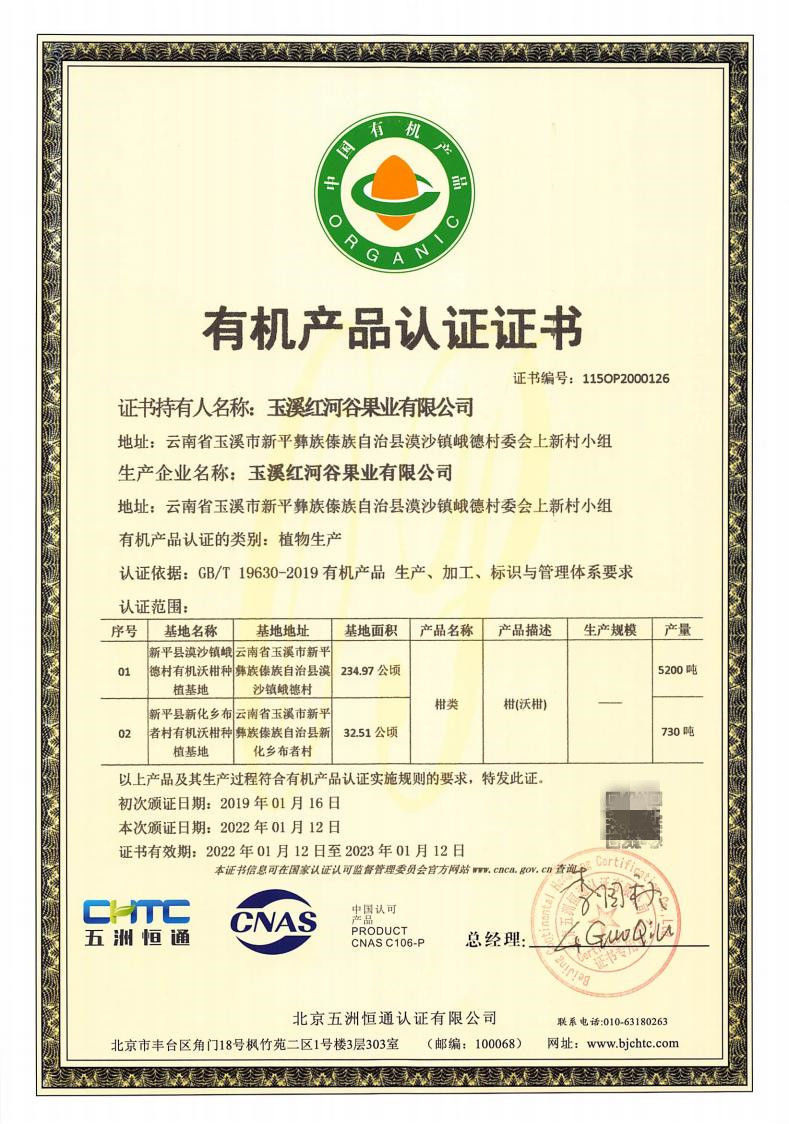 中国有机产品
ORGANIC
有机产品认证证书
证书编号：115OP2000126
证书持有人名称：玉溪红河谷果业有限公司
地址：云南省玉溪市新平彝族傣族自治县漠沙镇峨德村委会上新村小组
生产企业名称：玉溪红河谷果业有限公司
地址：云南省玉溪市新平彝族傣族自治县漠沙镇峨德村委会上新村小组
有机产品认证的类别：植物生产
认证依据：GB/T 19630-2019 有机产品 生产、加工、标识与管理体系要求
认证范围：
序号 基地名称 基地地址 基地面积 产品名称 产品描述 生产规模 产量
01 新平县漠沙镇峨德村有机沃柑种植基地 云南省玉溪市新平彝族傣族自治县漠沙镇峨德村 234.97 公顷 柑类 柑(沃柑) —— 5200 吨
02 新平县新化乡布者村有机沃柑种植基地 云南省玉溪市新平彝族傣族自治县新化乡布者村 32.51 公顷 730 吨
以上产品及其生产过程符合有机产品认证实施规则的要求，特发此证。
初次颁证日期：2019 年 01 月 16 日
本次颁证日期：2022 年 01 月 12 日
证书有效期：2022 年 01 月 12 日至 2023 年 01 月 12 日
本证书信息可在国家认证认可监督管理委员会官方网站 www.cnca.gov.cn 查询
CHTC
五洲恒通
CNAS
中国认可
产品
PRODUCT
CNAS C106-P
总经理：
Beijing Continental
证书专用
北京五洲恒通认证有限公司
联系电话:010-63180263
北京市丰台区角门18号枫竹苑二区1号楼3层303室 （邮编：100068） 网址：www.bjchtc.com